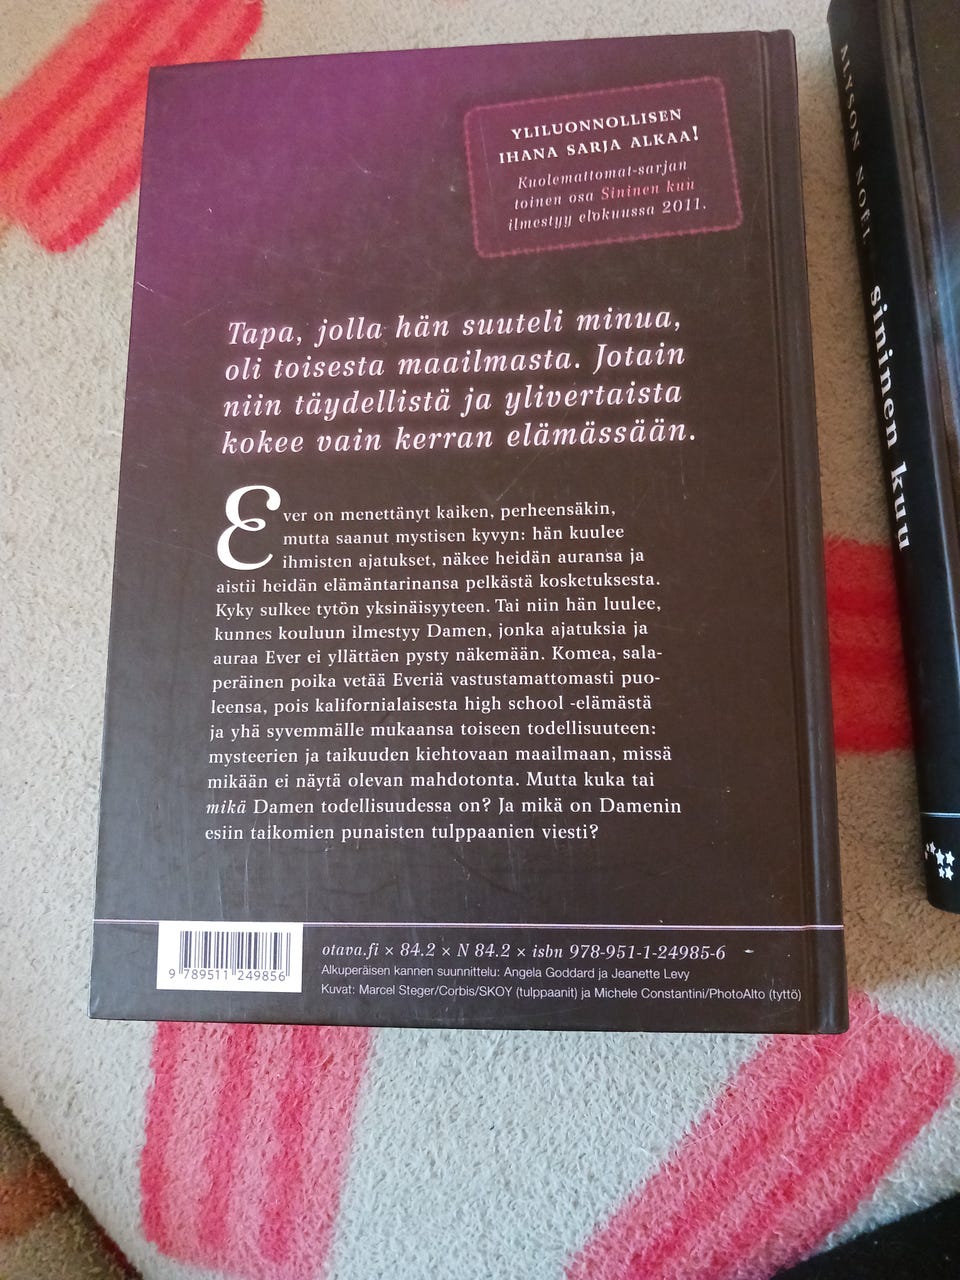 YLILUONNOLLISEN
IHANA SARJA ALKAA!
Kuolemattomat-sarjan
toinen osa Sininen kuu
ilmestyy elokuussa 2011.
Tapa, jolla hän suuteli minua,
oli toisesta maailmasta. Jotain
niin täydellistä ja ylivertaista
kokee vain kerran elämässään.
Ever on menettänyt kaiken, perheensäkin,
mutta saanut mystisen kyvyn: hän kuulee
ihmisten ajatukset, näkee heidän auransa ja
aistii heidän elämäntarinansa pelkästä kosketuksesta.
Kyky sulkee tytön yksinäisyyteen. Tai niin hän luulee,
kunnes kouluun ilmestyy Damen, jonka ajatuksia ja
auraa Ever ei yllättäen pysty näkemään. Komea, sala-
peräinen poika vetää Everiä vastustamattomasti puo-
leensa, pois kalifornialaisesta high school -elämästä
ja yhä syvemmälle mukaansa toiseen todellisuuteen:
mysteerien ja taikuuden kiehtovaan maailmaan, missä
mikään ei näytä olevan mahdotonta. Mutta kuka tai
mikä Damen todellisuudessa on? Ja mikä on Damenin
esiin taikomien punaisten tulppaanien viesti?
9 789511 249856
otava.fi × 84.2 × N 84.2 × isbn 978-951-1-24985-6
Alkuperäisen kannen suunnittelu: Angela Goddard ja Jeanette Levy
Kuvat: Marcel Steger/Corbis/SKOY (tulppaanit) ja Michele Constantini/PhotoAlto (tyttö)
ALYSON NOËL sininen kuu